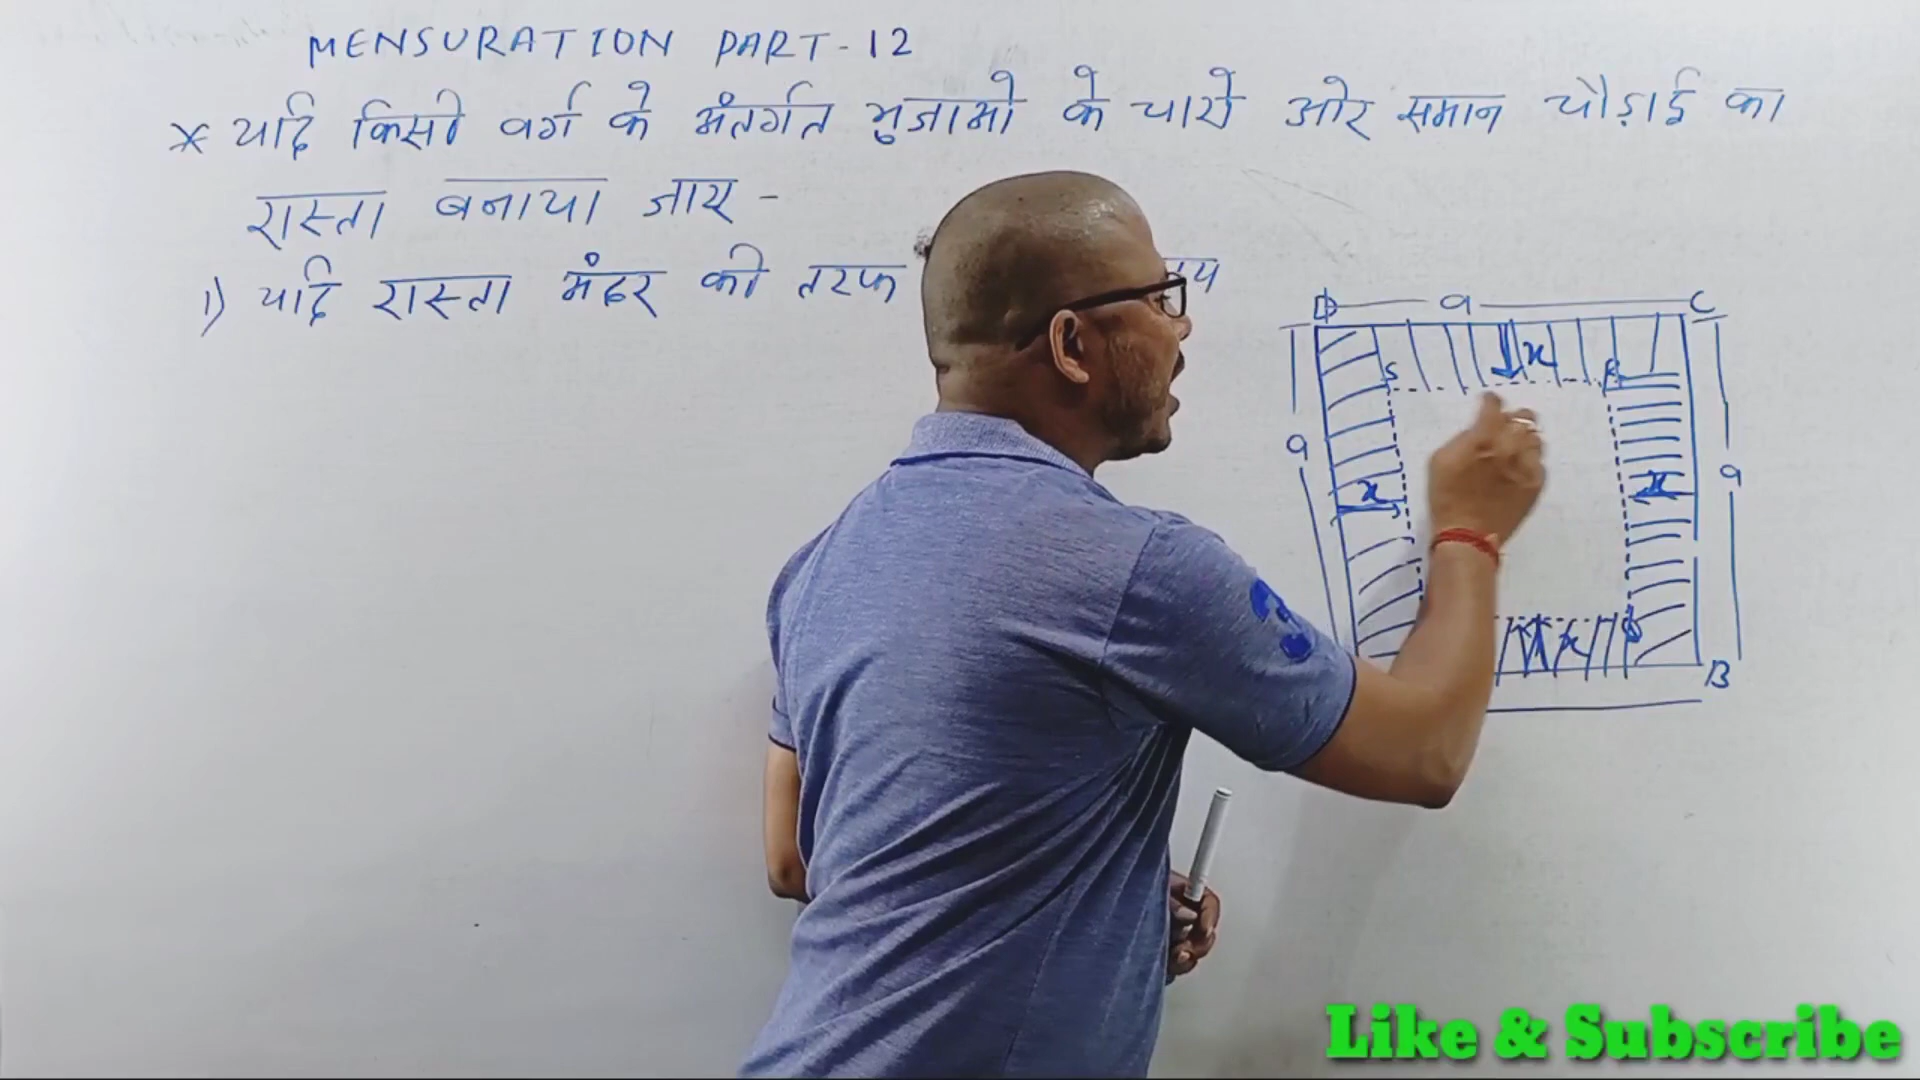 MENSURATION PART-12
* यदि किसी वर्ग के अंतर्गत भुजाओ के चारो ओर समान चौड़ाई का
रास्ता बनाया जाए -
1) यदि रास्ता अंदर की तरफ
D a C
S x R
a x x a
x Q
B
Like & Subscribe